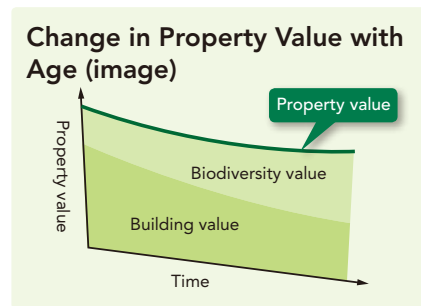 Change in Property Value with
Age (image)
Property value
Property value
Biodiversity value
Building value
Time